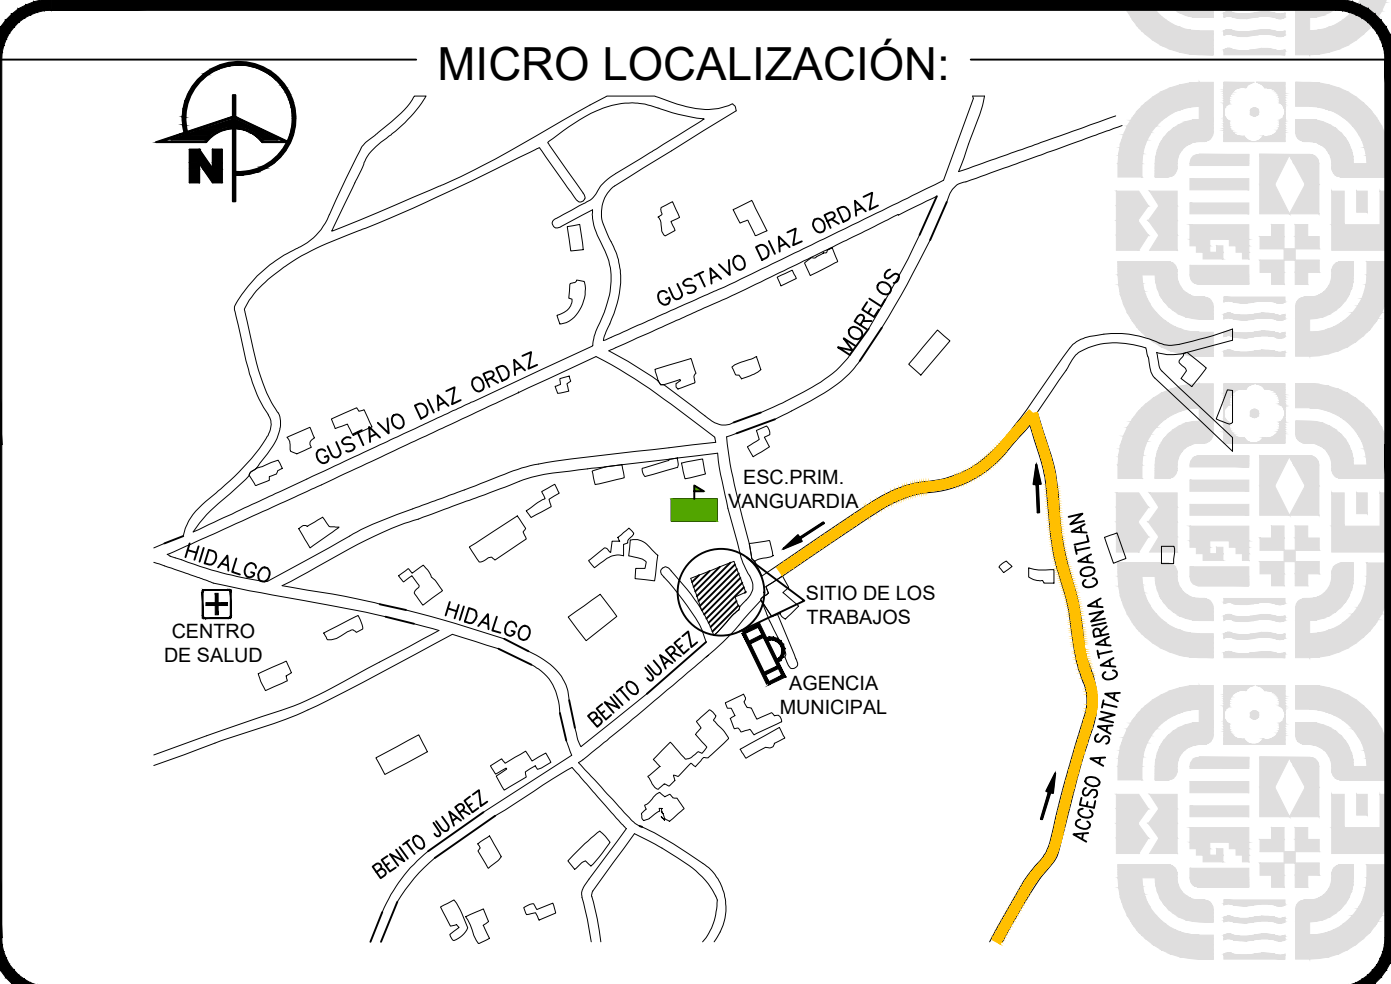 MICRO LOCALIZACIÓN:
N
GUSTAVO DIAZ ORDAZ
MORELOS
GUSTAVO DIAZ ORDAZ
ESC.PRIM.
VANGUARDIA
HIDALGO
CENTRO
DE SALUD
HIDALGO
SITIO DE LOS
TRABAJOS
BENITO JUAREZ
AGENCIA
MUNICIPAL
ACCESO A SANTA CATARINA COATLAN
BENITO JUAREZ